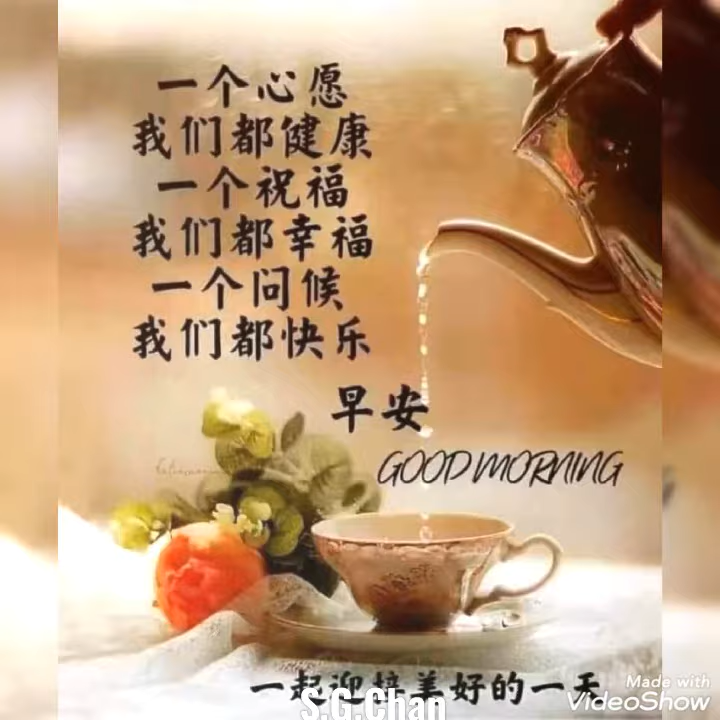 一个心愿
我们都健康
一个祝福
我们都幸福
一个问候
我们都快乐
早安
GOOD MORNING
一起迎接美好的一天
S.G.Chan
Made with
VideoShow